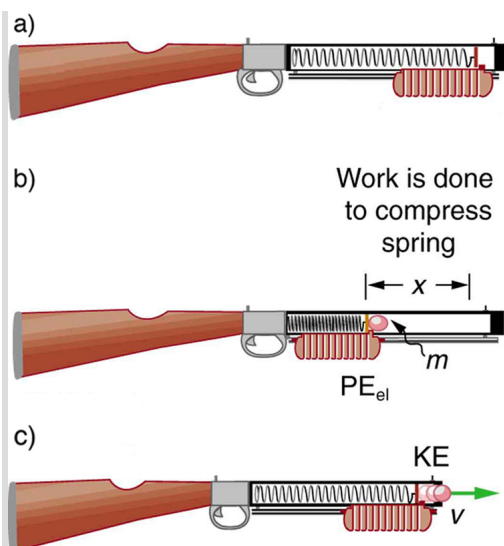 a)
b)
Work is done
to compress
spring
x
m
PEel
c)
KE
v